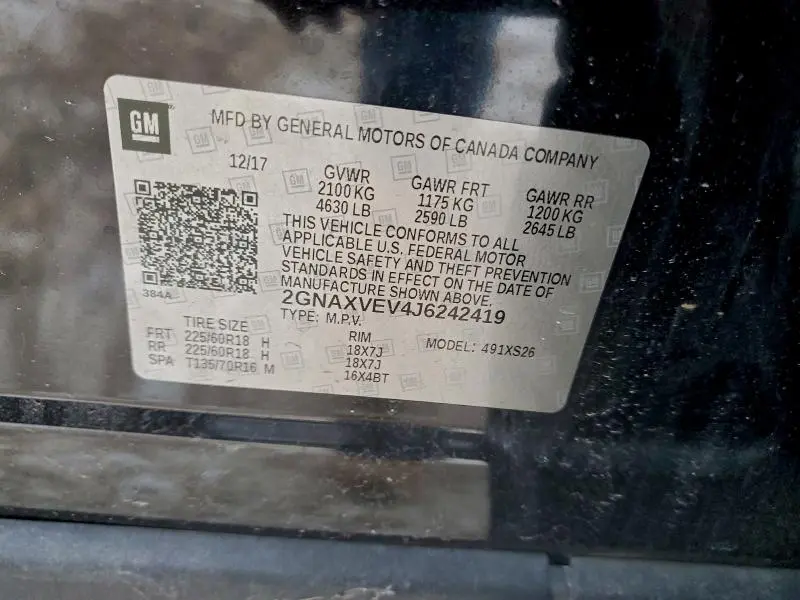 GM
MFD BY GENERAL MOTORS OF CANADA COMPANY
12/17
GVWR
2100 KG
4630 LB
GAWR FRT
1175 KG
2590 LB
GAWR RR
1200 KG
2645 LB
THIS VEHICLE CONFORMS TO ALL
APPLICABLE U.S. FEDERAL MOTOR
VEHICLE SAFETY AND THEFT PREVENTION
STANDARDS IN EFFECT ON THE DATE OF
MANUFACTURE SHOWN ABOVE.
384A
2GNAXVEV4J6242419
TYPE: M.P.V.
MODEL: 491XS26
TIRE SIZE RIM
FRT 225/60R18 H 18X7J
RR 225/60R18 H 18X7J
SPA T135/70R16 M 16X4BT